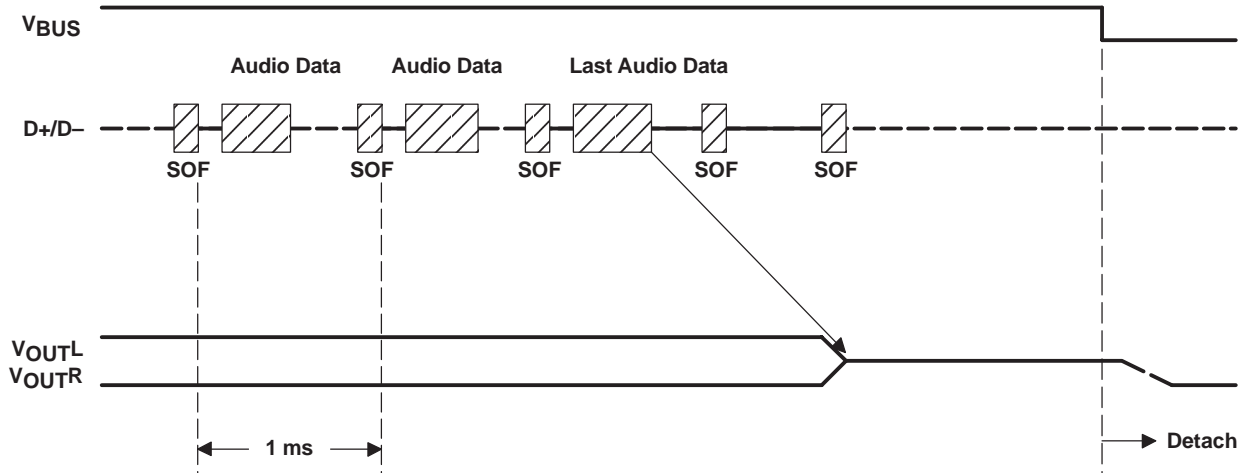 VBUS
Audio Data Audio Data Last Audio Data
D+/D–
SOF SOF SOF SOF SOF
VOUTL
VOUTR
1 ms
Detach